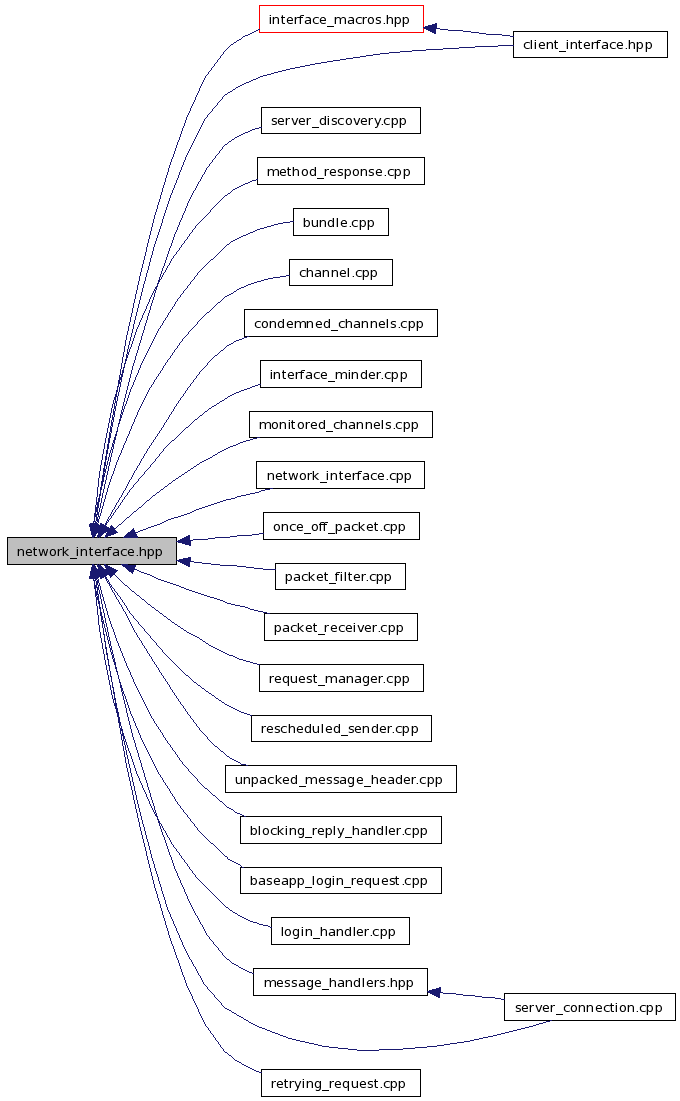 interface_macros.hpp
client_interface.hpp
server_discovery.cpp
method_response.cpp
bundle.cpp
channel.cpp
condemned_channels.cpp
interface_minder.cpp
monitored_channels.cpp
network_interface.cpp
once_off_packet.cpp
network_interface.hpp
packet_filter.cpp
packet_receiver.cpp
request_manager.cpp
rescheduled_sender.cpp
unpacked_message_header.cpp
blocking_reply_handler.cpp
baseapp_login_request.cpp
login_handler.cpp
message_handlers.hpp
server_connection.cpp
retrying_request.cpp